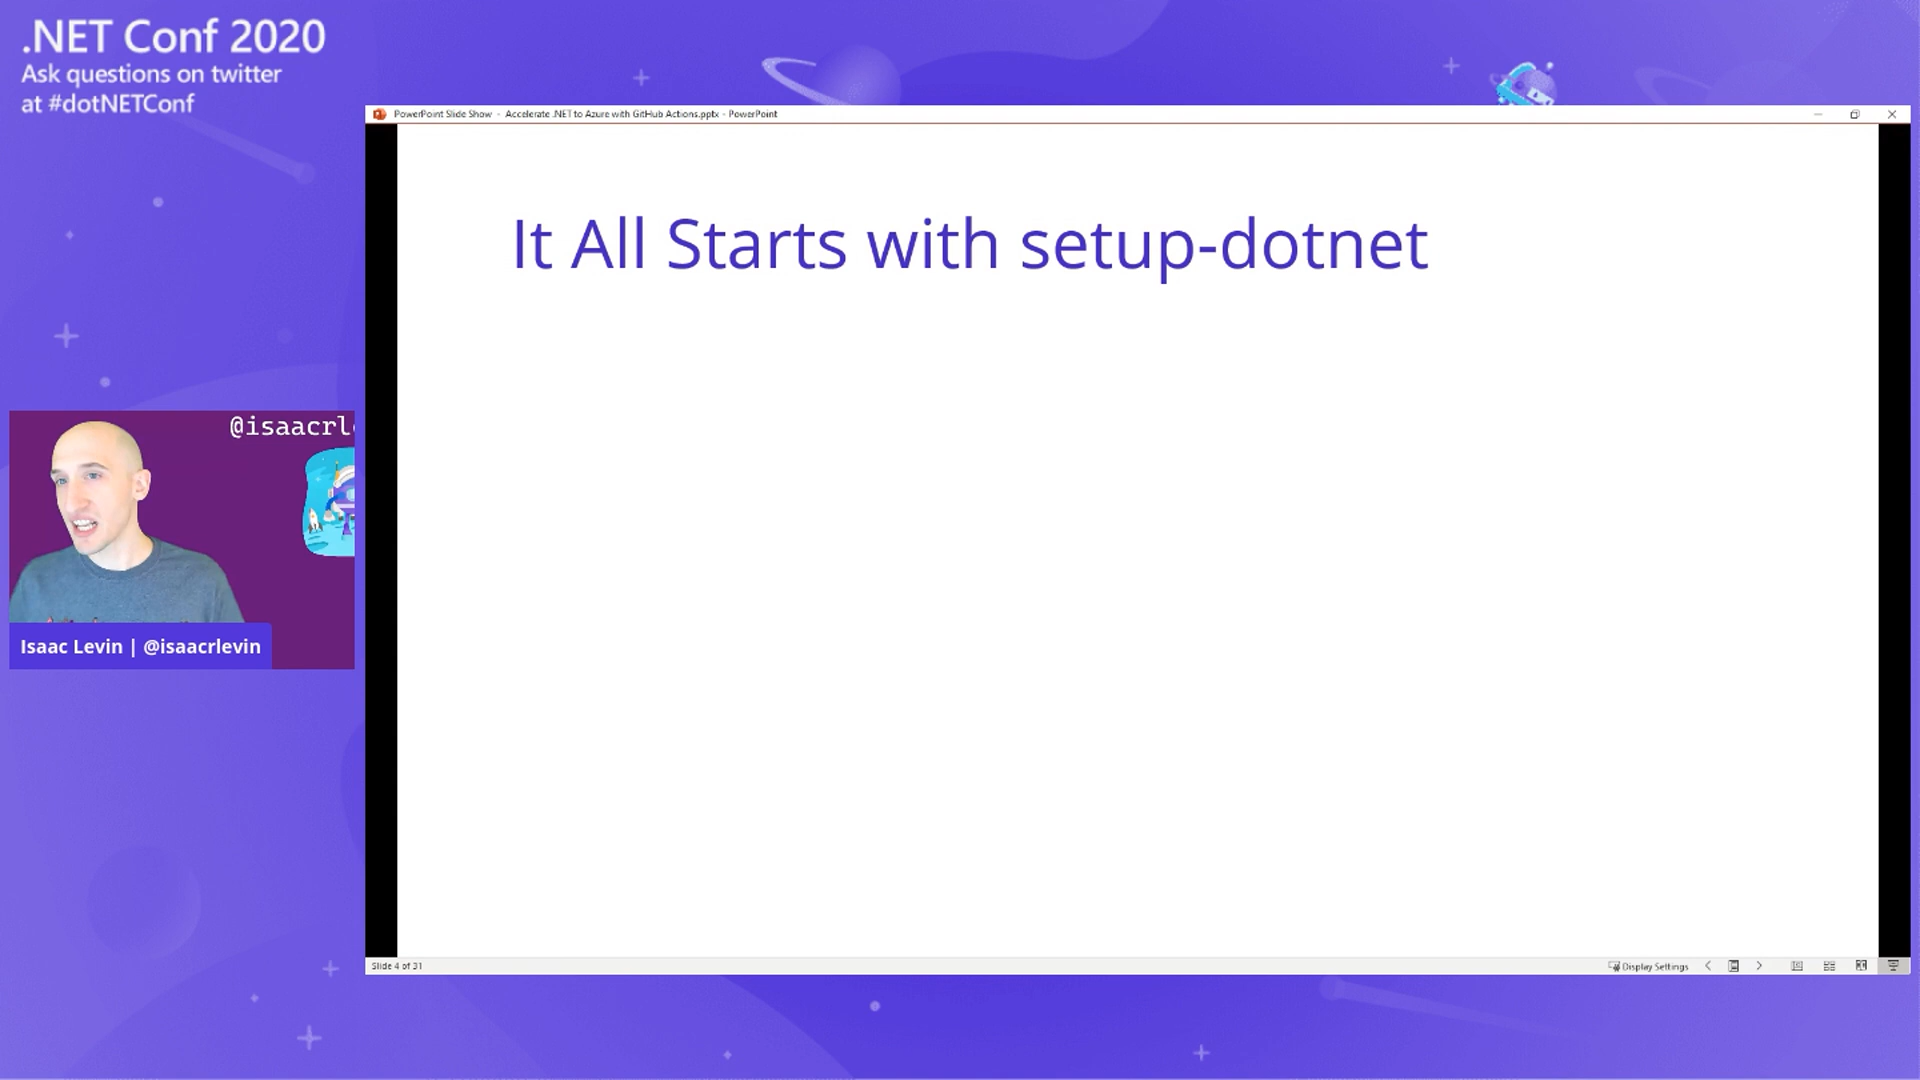 .NET Conf 2020
Ask questions on twitter
at #dotNETConf
PowerPoint Slide Show - Accelerate .NET to Azure with GitHub Actions.pptx - PowerPoint
It All Starts with setup-dotnet
@isaacrl
Isaac Levin | @isaacrlevin
Slide 4 of 31
Display Settings